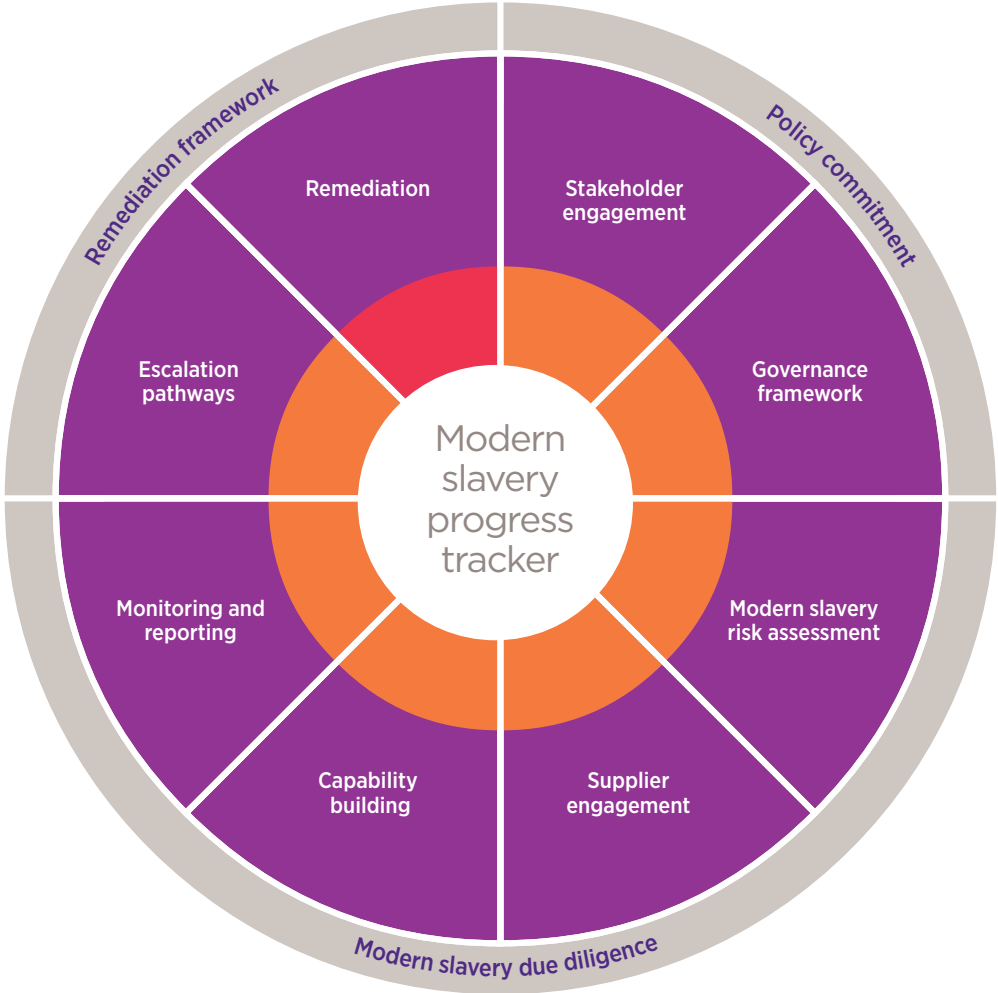 Remediation framework
Policy commitment
Remediation
Stakeholder
engagement
Escalation
pathways
Governance
framework
Modern
slavery
progress
tracker
Monitoring and
reporting
Modern slavery
risk assessment
Capability
building
Supplier
engagement
Modern slavery due diligence